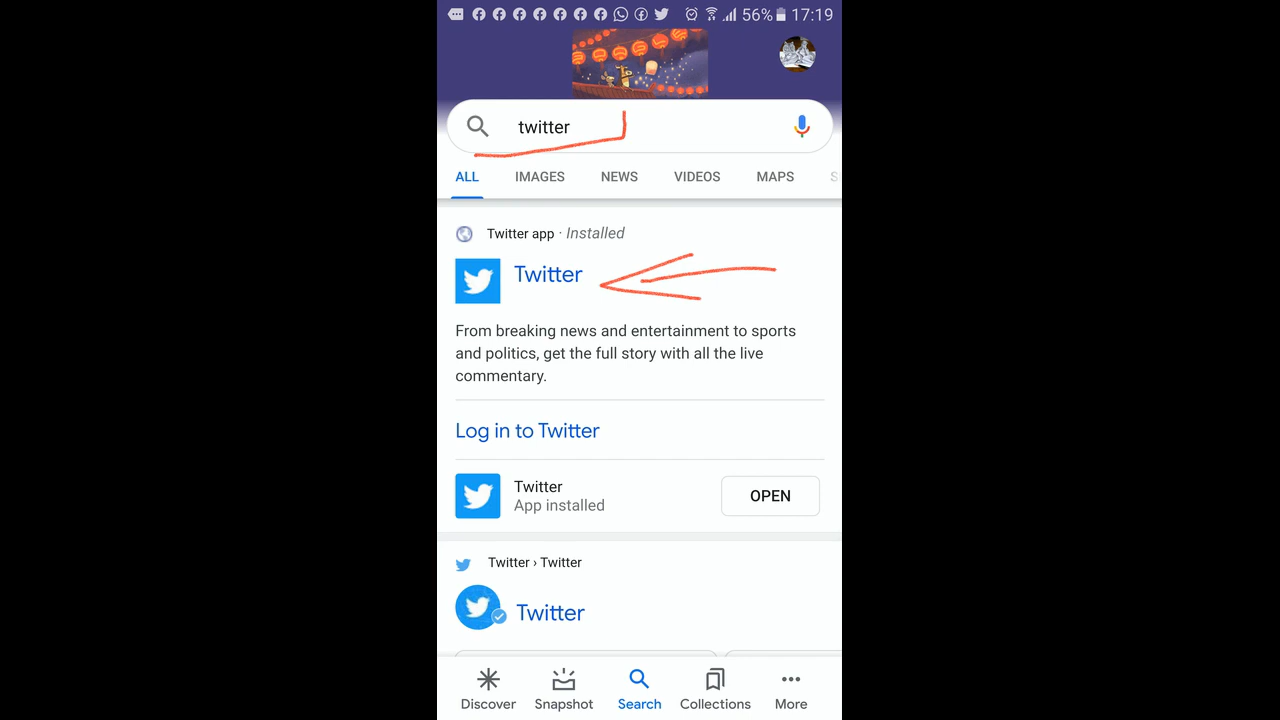 56% 17:19
twitter
ALL IMAGES NEWS VIDEOS MAPS S
Twitter app · Installed
Twitter
From breaking news and entertainment to sports
and politics, get the full story with all the live
commentary.
Log in to Twitter
Twitter
App installed
OPEN
Twitter › Twitter
Twitter
Discover Snapshot Search Collections More